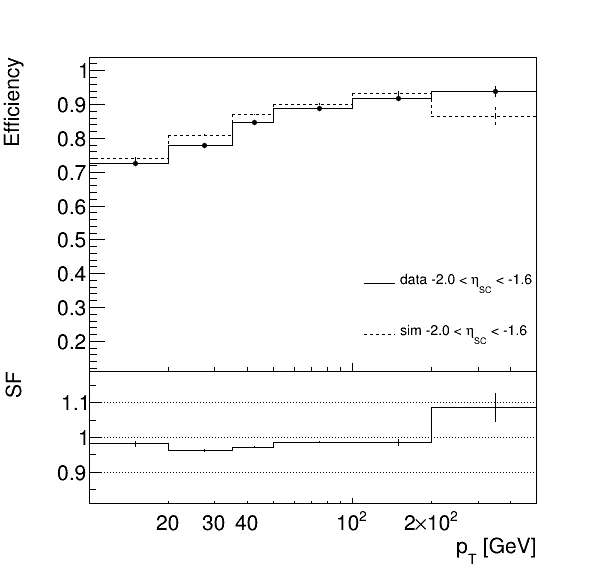 Efficiency
1
0.9
0.8
0.7
0.6
0.5
0.4
0.3
0.2
data -2.0 < η_SC < -1.6
sim -2.0 < η_SC < -1.6
SF
1.1
1
0.9
20 30 40 10² 2×10²
p_T [GeV]